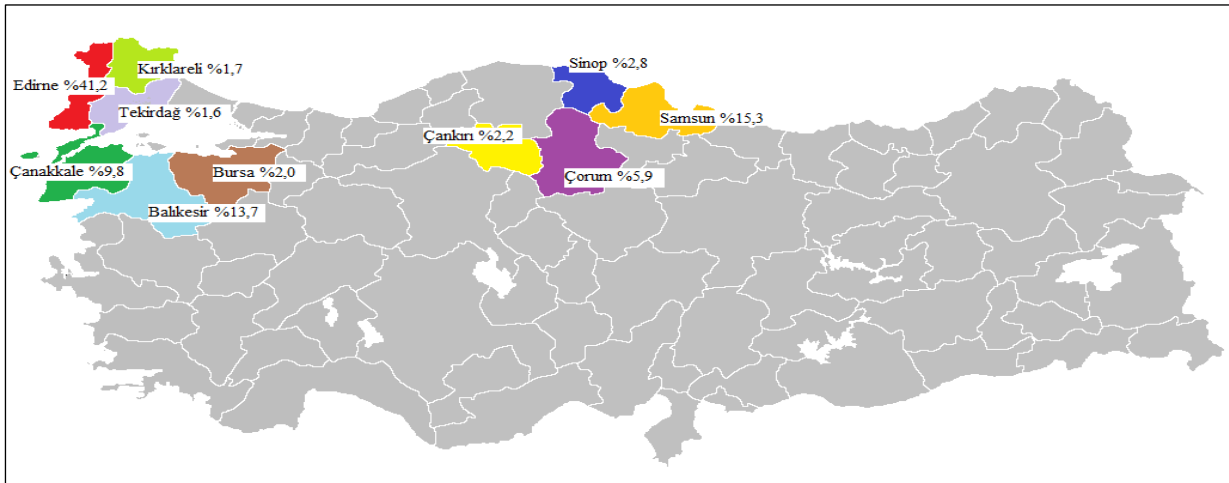 Kırklareli %1,7
Edirne %41,2
Tekirdağ %1,6
Çanakkale %9,8
Bursa %2,0
Balıkesir %13,7
Sinop %2,8
Samsun %15,3
Çankırı %2,2
Çorum %5,9